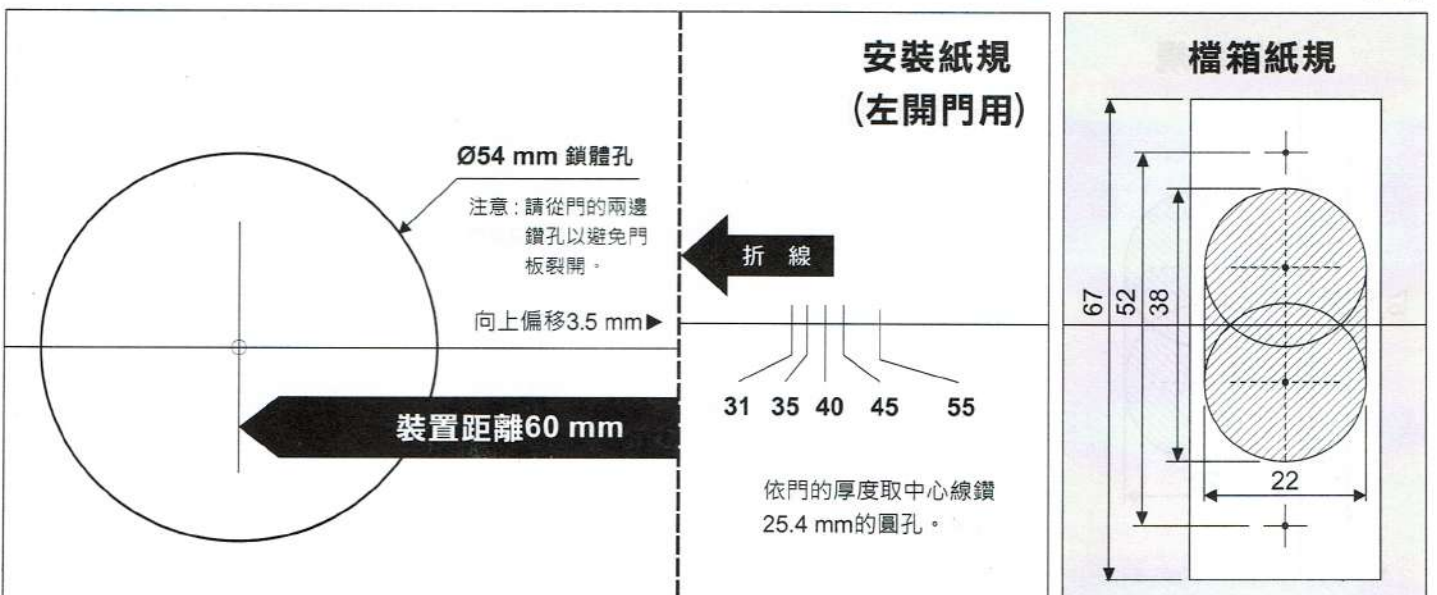 安裝紙規
(左開門用)
Ø54 mm 鎖體孔
注意：請從門的兩邊
鑽孔以避免門
板裂開。
折 線
向上偏移3.5 mm▶
31 35 40 45 55
裝置距離60 mm
依門的厚度取中心線鑽
25.4 mm的圓孔。
檔箱紙規
67
52
38
22